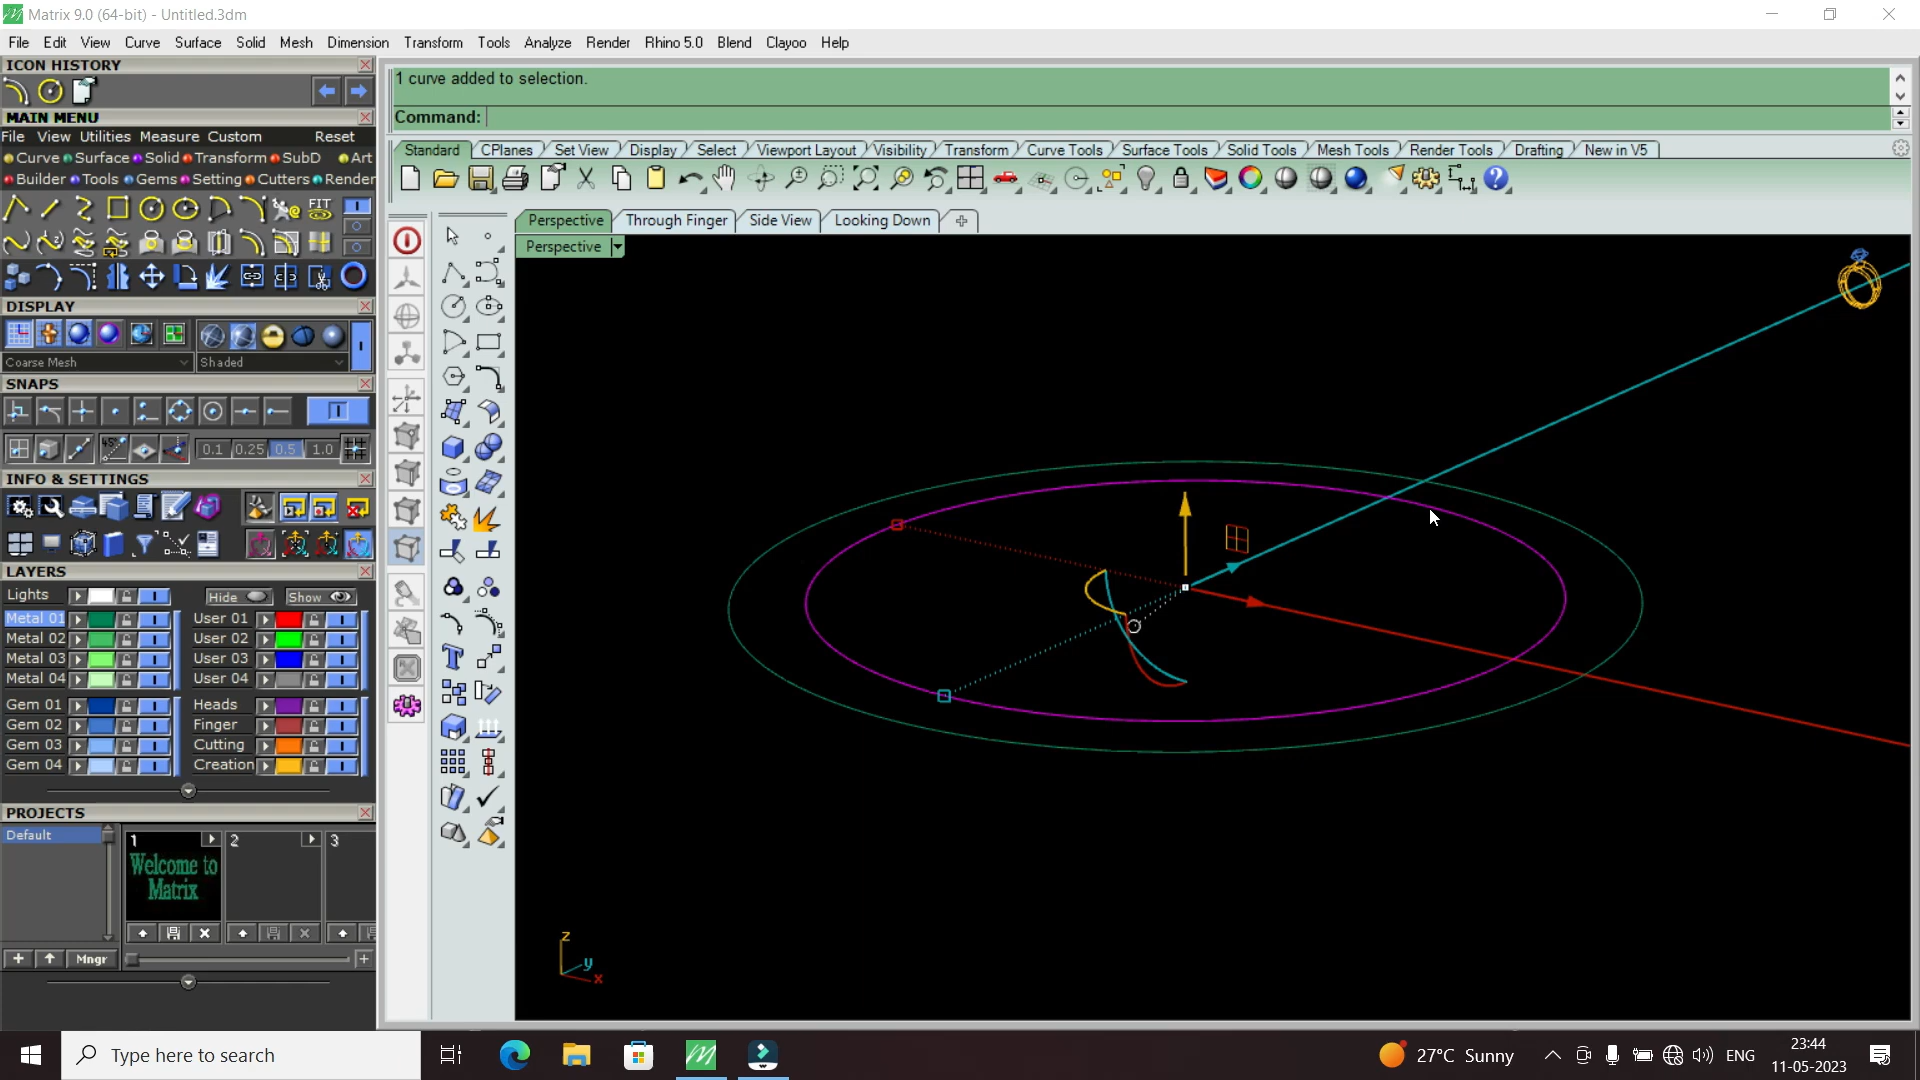 Matrix 9.0 (64-bit) - Untitled.3dm
File Edit View Curve Surface Solid Mesh Dimension Transform Tools Analyze Render Rhino 5.0 Blend Clayoo Help
ICON HISTORY
MAIN MENU
File View Utilities Measure Custom Reset
Curve Surface Solid Transform SubD Art
Builder Tools Gems Setting Cutters Render
FIT
DISPLAY
Coarse Mesh Shaded
SNAPS
0.1 0.25 0.5 1.0
INFO & SETTINGS
LAYERS
Lights Hide Show
Metal 01 User 01
Metal 02 User 02
Metal 03 User 03
Metal 04 User 04
Gem 01 Heads
Gem 02 Finger
Gem 03 Cutting
Gem 04 Creation
PROJECTS
Default
1 2 3
Welcome to
Matrix
Mngr
1 curve added to selection.
Command:
Standard CPlanes Set View Display Select Viewport Layout Visibility Transform Curve Tools Surface Tools Solid Tools Mesh Tools Render Tools Drafting New in V5
Perspective Through Finger Side View Looking Down
Perspective
z
y
x
Type here to search
27°C Sunny
ENG
23:44
11-05-2023